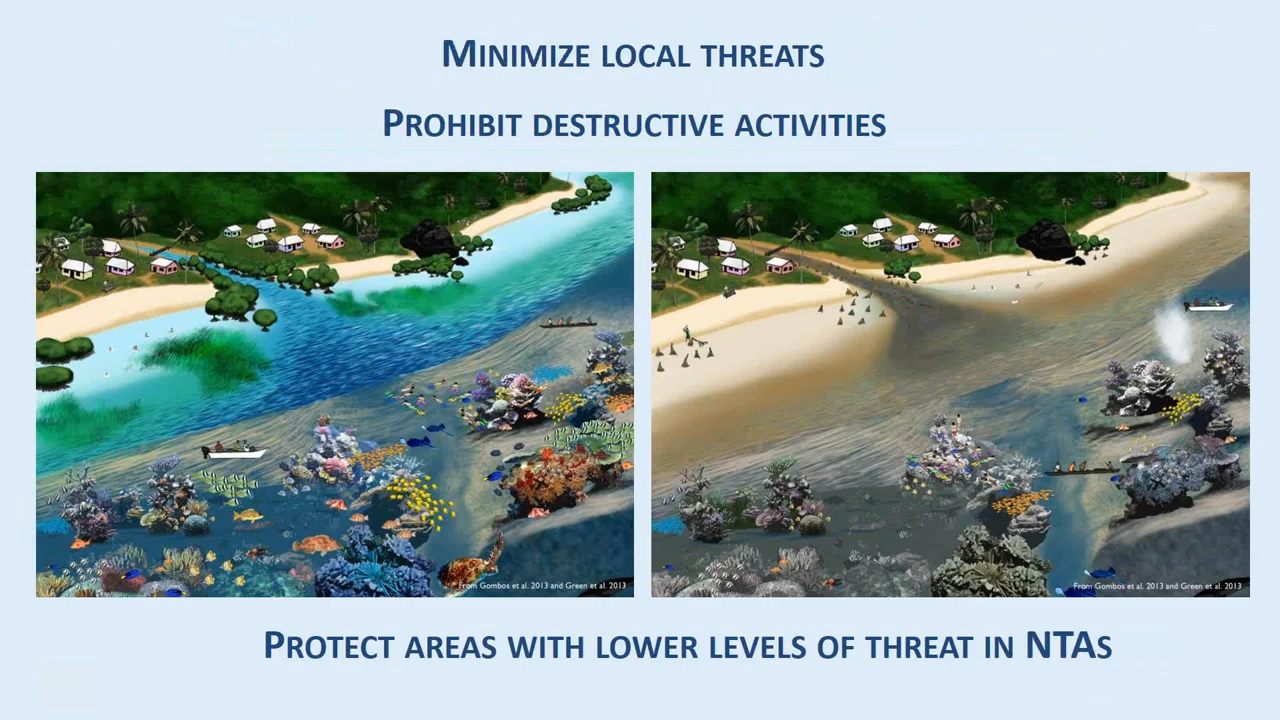 MINIMIZE LOCAL THREATS
PROHIBIT DESTRUCTIVE ACTIVITIES
From Gombos et al. 2013 and Green et al. 2013
From Gombos et al. 2013 and Green et al. 2013
PROTECT AREAS WITH LOWER LEVELS OF THREAT IN NTAS